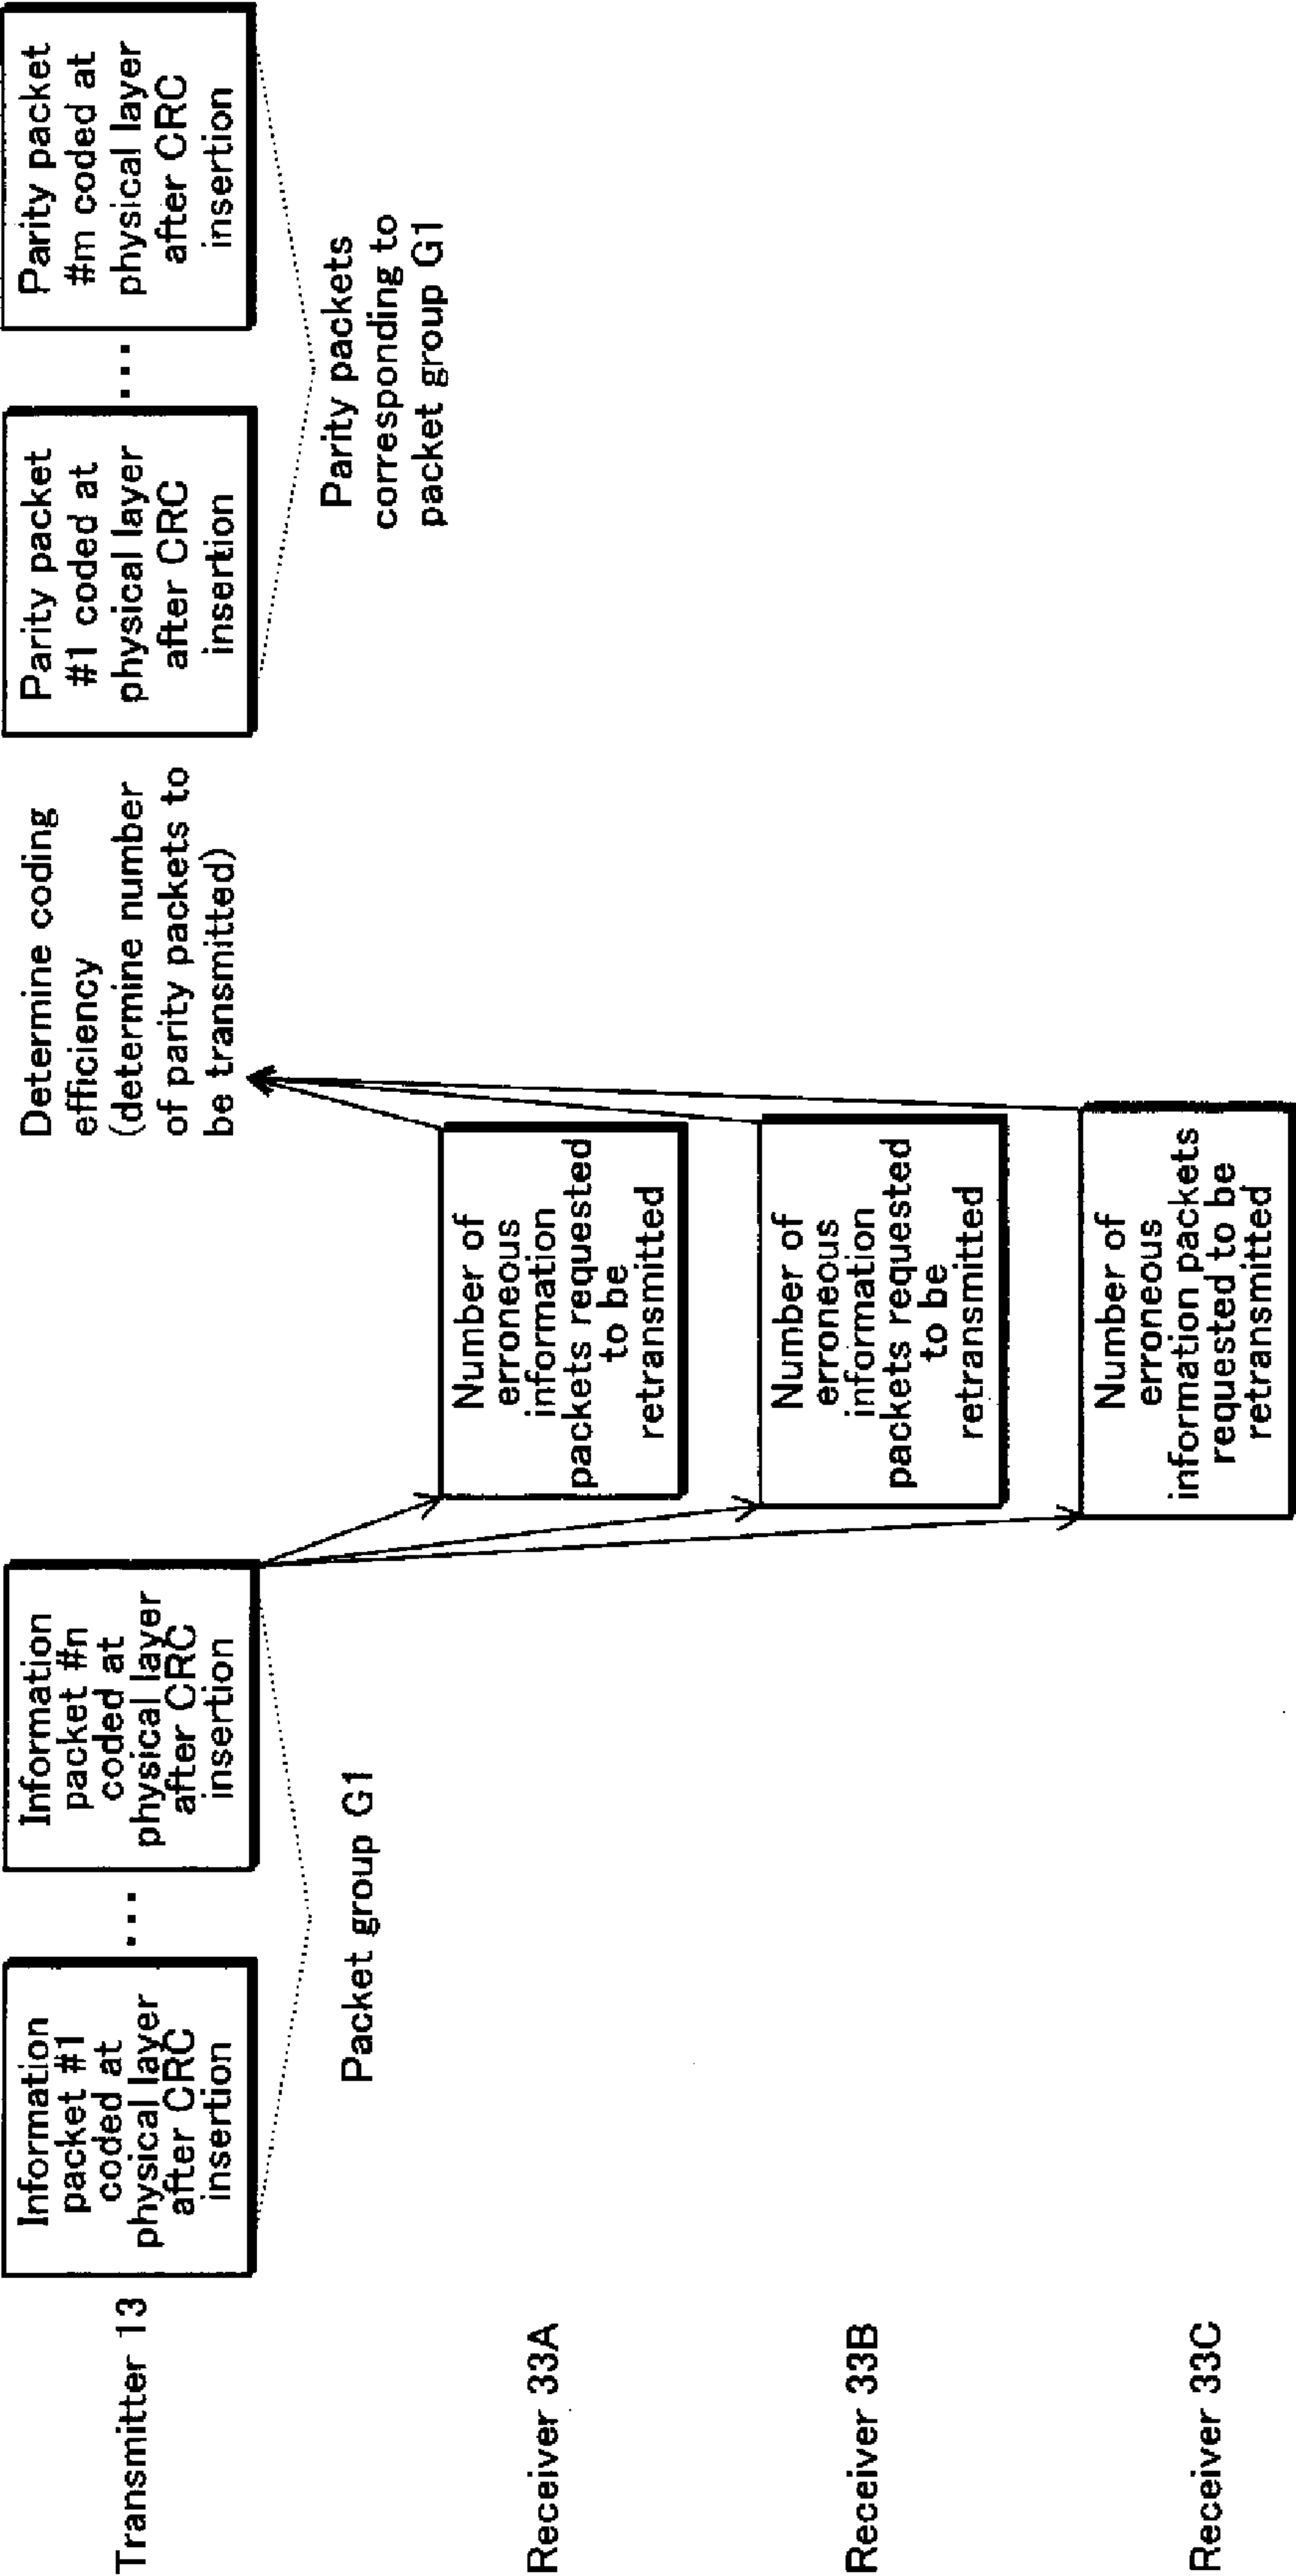 Transmitter 13
Information
packet #1
coded at
physical layer
after CRC
insertion
...
Information
packet #n
coded at
physical layer
after CRC
insertion
Packet group G1
Determine coding
efficiency
(determine number
of parity packets to
be transmitted)
Parity packet
#1 coded at
physical layer
after CRC
insertion
...
Parity packet
#m coded at
physical layer
after CRC
insertion
Parity packets
corresponding to
packet group G1
Receiver 33A
Number of
erroneous
information
packets requested
to be
retransmitted
Receiver 33B
Number of
erroneous
information
packets requested
to be
retransmitted
Receiver 33C
Number of
erroneous
information packets
requested to be
retransmitted